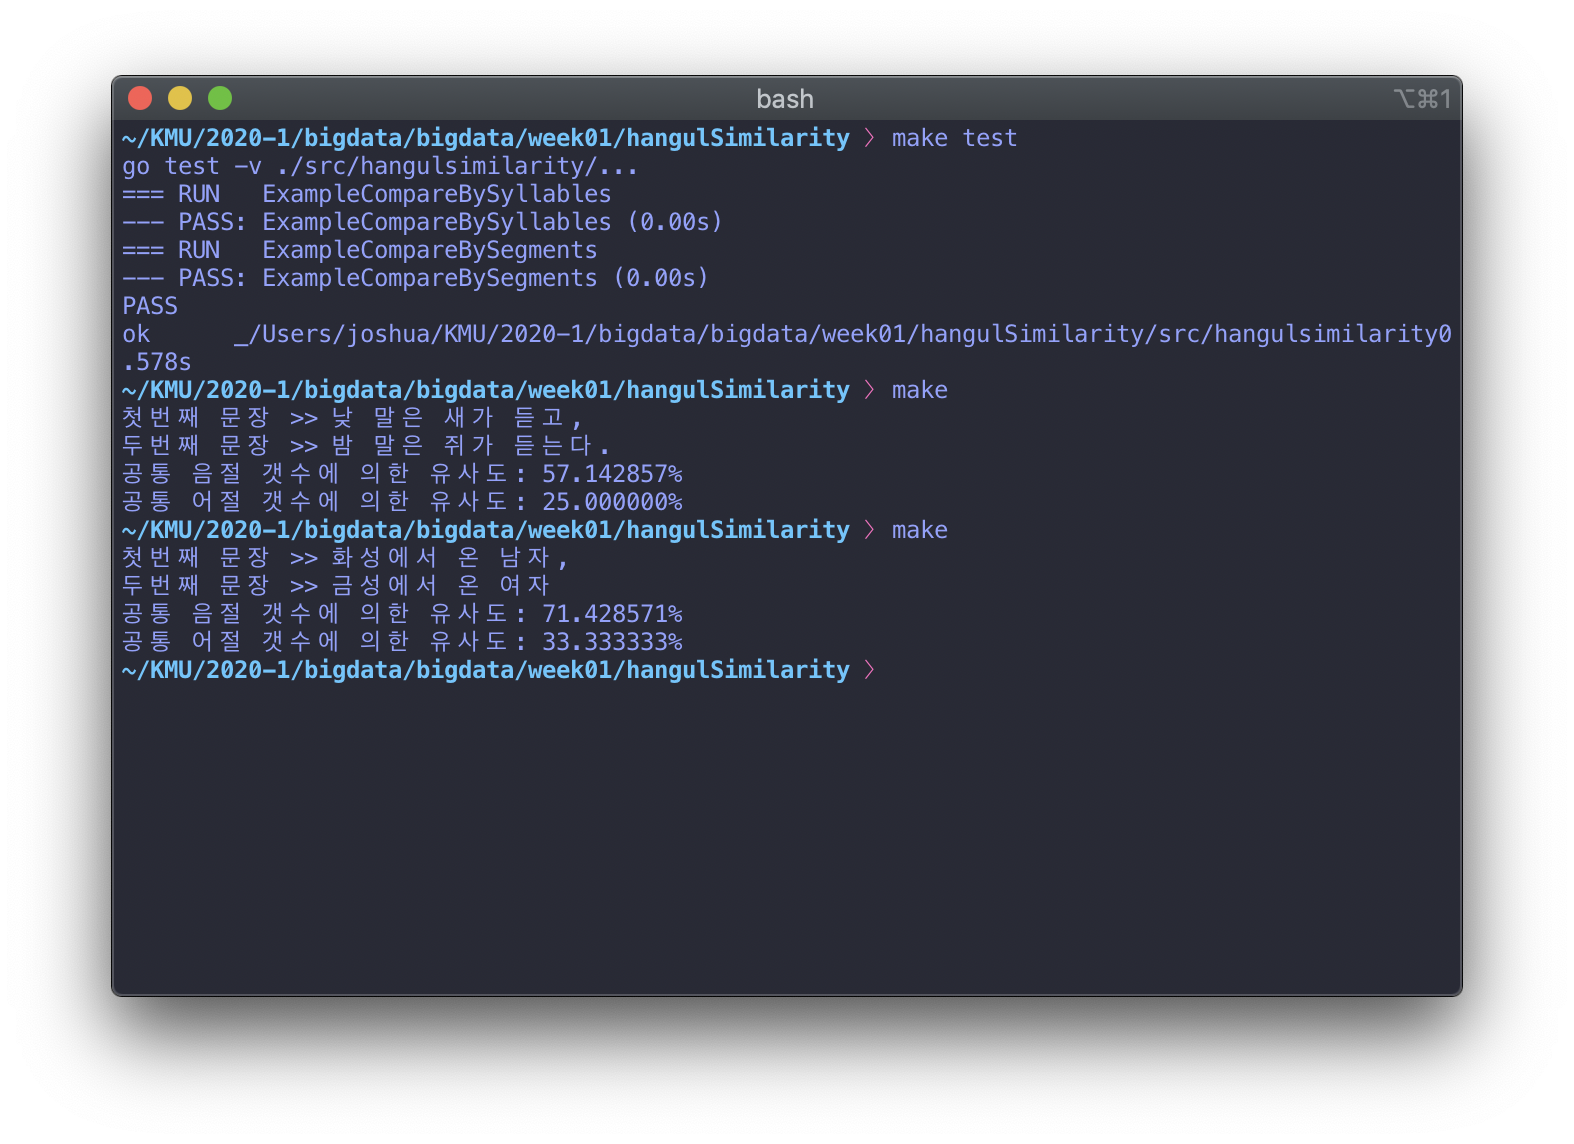 bash
⌥⌘1
~/KMU/2020-1/bigdata/bigdata/week01/hangulSimilarity 〉 make test
go test -v ./src/hangulsimilarity/...
=== RUN   ExampleCompareBySyllables
--- PASS: ExampleCompareBySyllables (0.00s)
=== RUN   ExampleCompareBySegments
--- PASS: ExampleCompareBySegments (0.00s)
PASS
ok      _/Users/joshua/KMU/2020-1/bigdata/bigdata/week01/hangulSimilarity/src/hangulsimilarity0
.578s
~/KMU/2020-1/bigdata/bigdata/week01/hangulSimilarity 〉 make
첫번째 문장 >> 낮 말은 새가 듣고,
두번째 문장 >> 밤 말은 쥐가 듣는다.
공통 음절 갯수에 의한 유사도: 57.142857%
공통 어절 갯수에 의한 유사도: 25.000000%
~/KMU/2020-1/bigdata/bigdata/week01/hangulSimilarity 〉 make
첫번째 문장 >> 화성에서 온 남자,
두번째 문장 >> 금성에서 온 여자
공통 음절 갯수에 의한 유사도: 71.428571%
공통 어절 갯수에 의한 유사도: 33.333333%
~/KMU/2020-1/bigdata/bigdata/week01/hangulSimilarity 〉